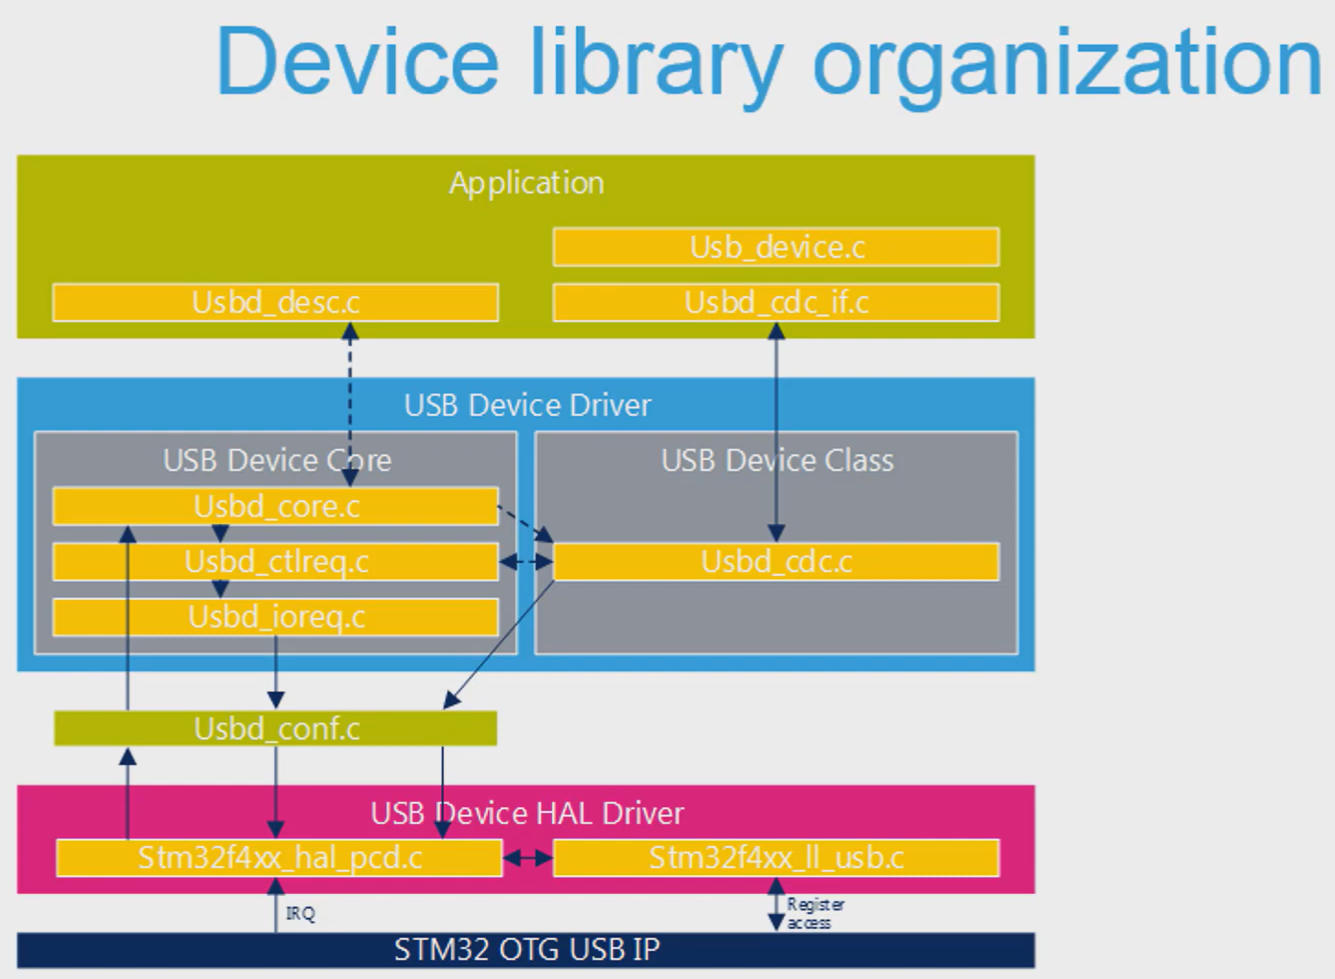 Device library organization
Application
Usb_device.c
Usbd_desc.c
Usbd_cdc_if.c
USB Device Driver
USB Device Core
USB Device Class
Usbd_core.c
Usbd_ctlreq.c
Usbd_cdc.c
Usbd_ioreq.c
Usbd_conf.c
USB Device HAL Driver
Stm32f4xx_hal_pcd.c
Stm32f4xx_ll_usb.c
IRQ
Register
access
STM32 OTG USB IP